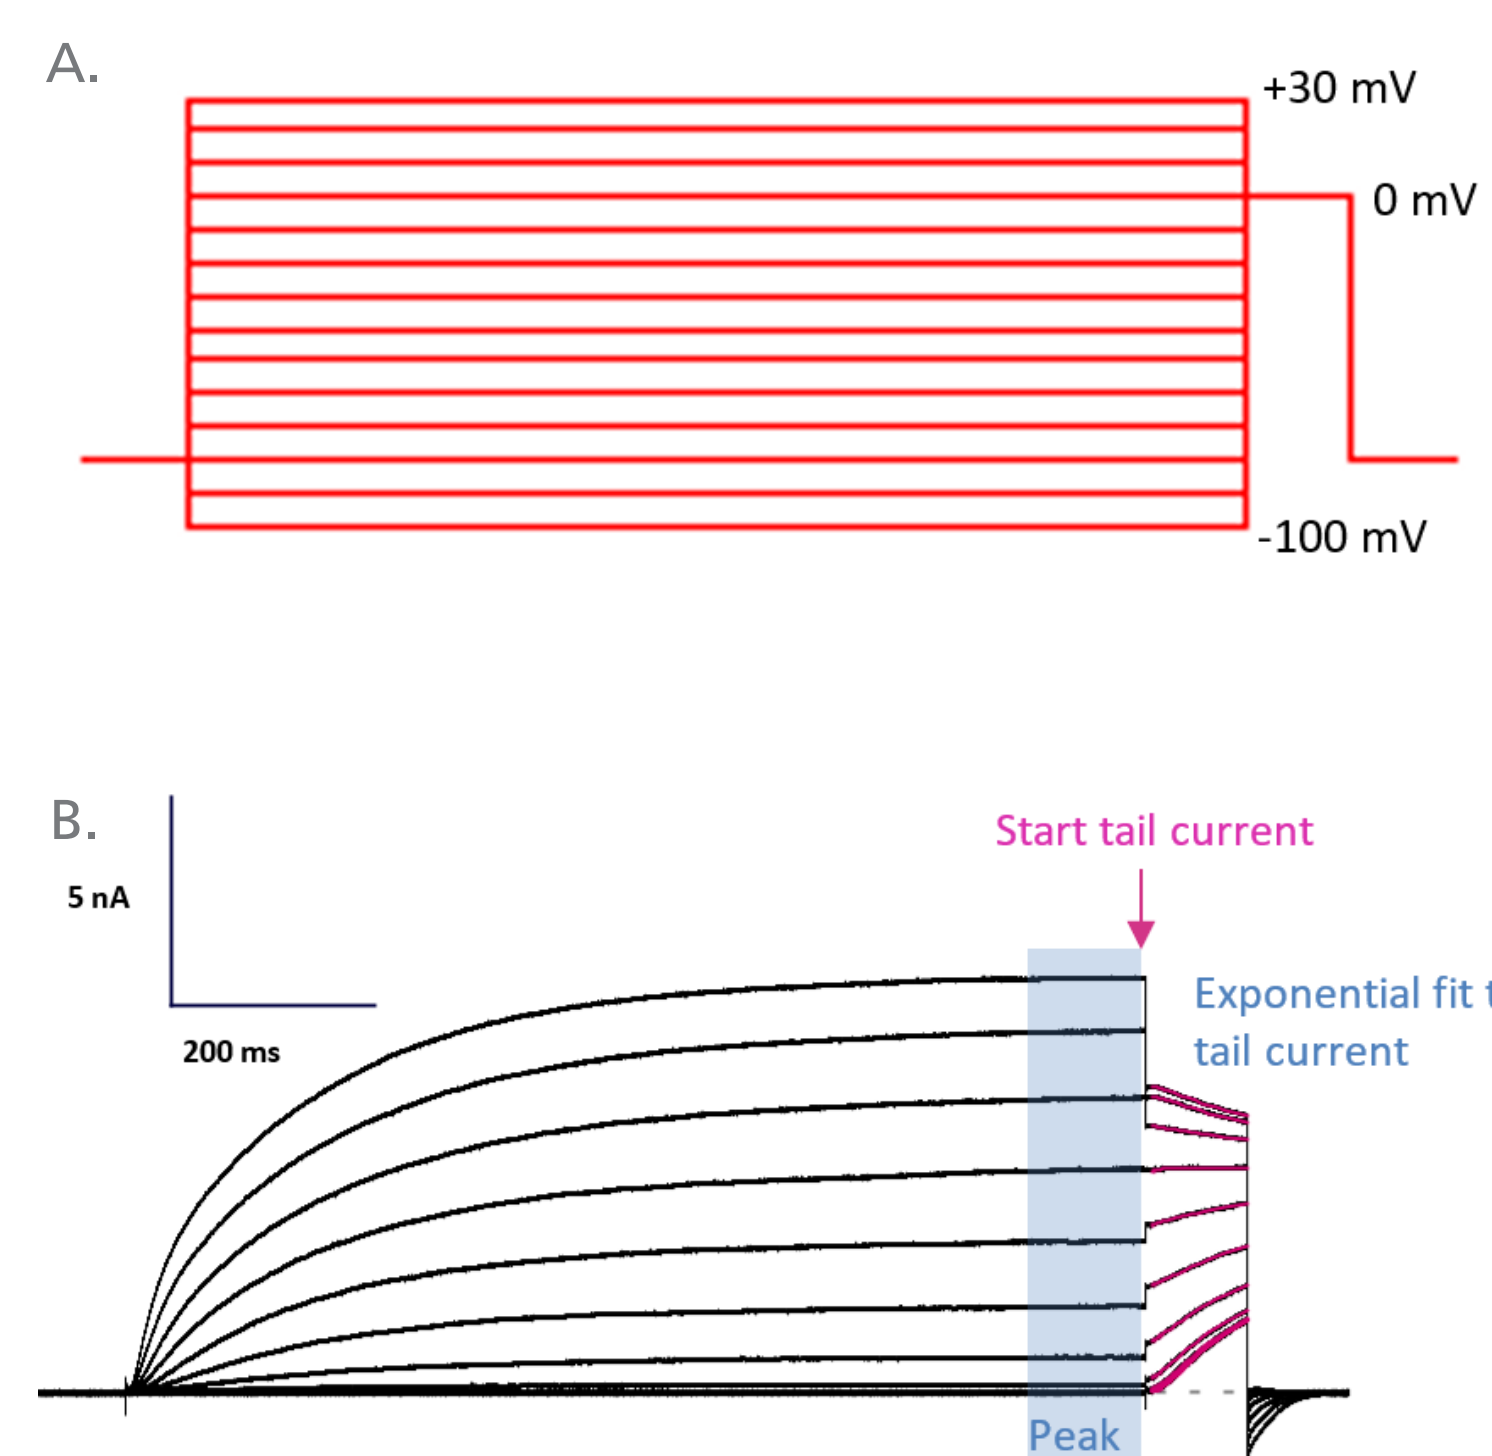 A.
+30 mV
0 mV
-100 mV
B.
5 nA
200 ms
Start tail current
Exponential fit t
tail current
Peak